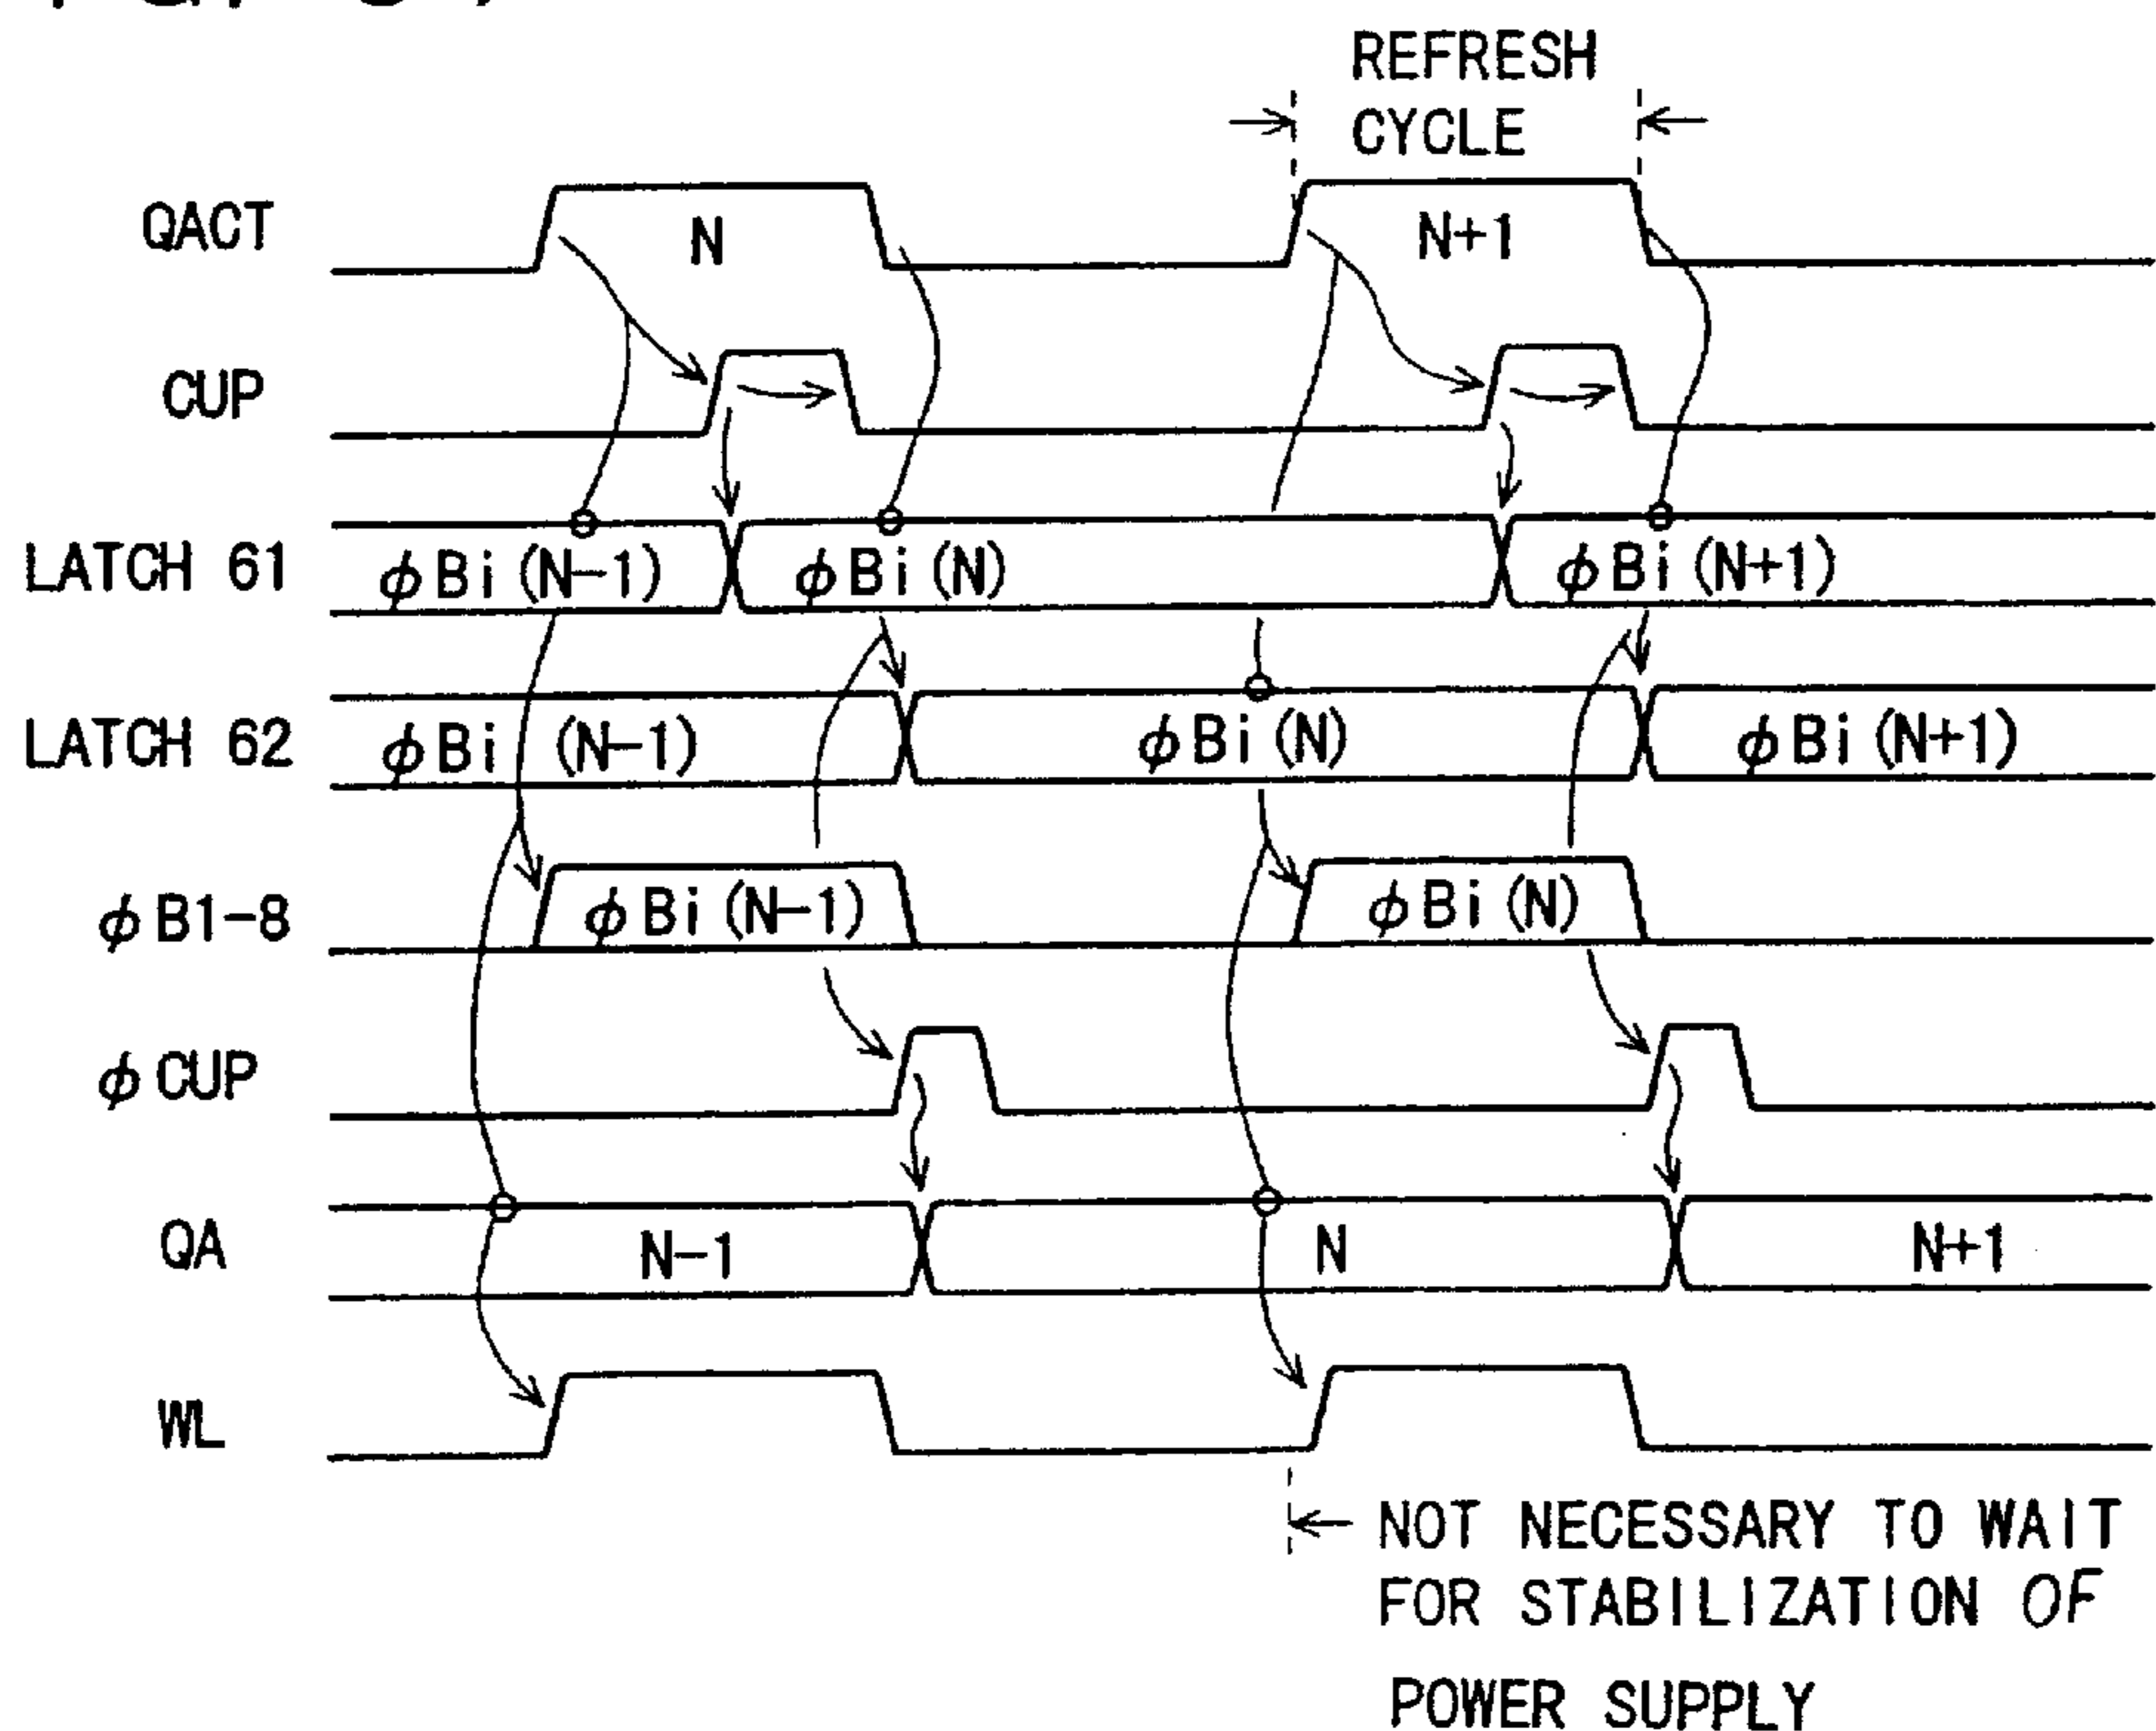 REFRESH
CYCLE
QACT
N
N+1
CUP
LATCH 61
φBi(N-1)
φBi(N)
φBi(N+1)
LATCH 62
φBi (N-1)
φBi(N)
φBi(N+1)
φB1-8
φBi(N-1)
φBi(N)
φCUP
QA
N-1
N
N+1
WL
NOT NECESSARY TO WAIT
FOR STABILIZATION OF
POWER SUPPLY